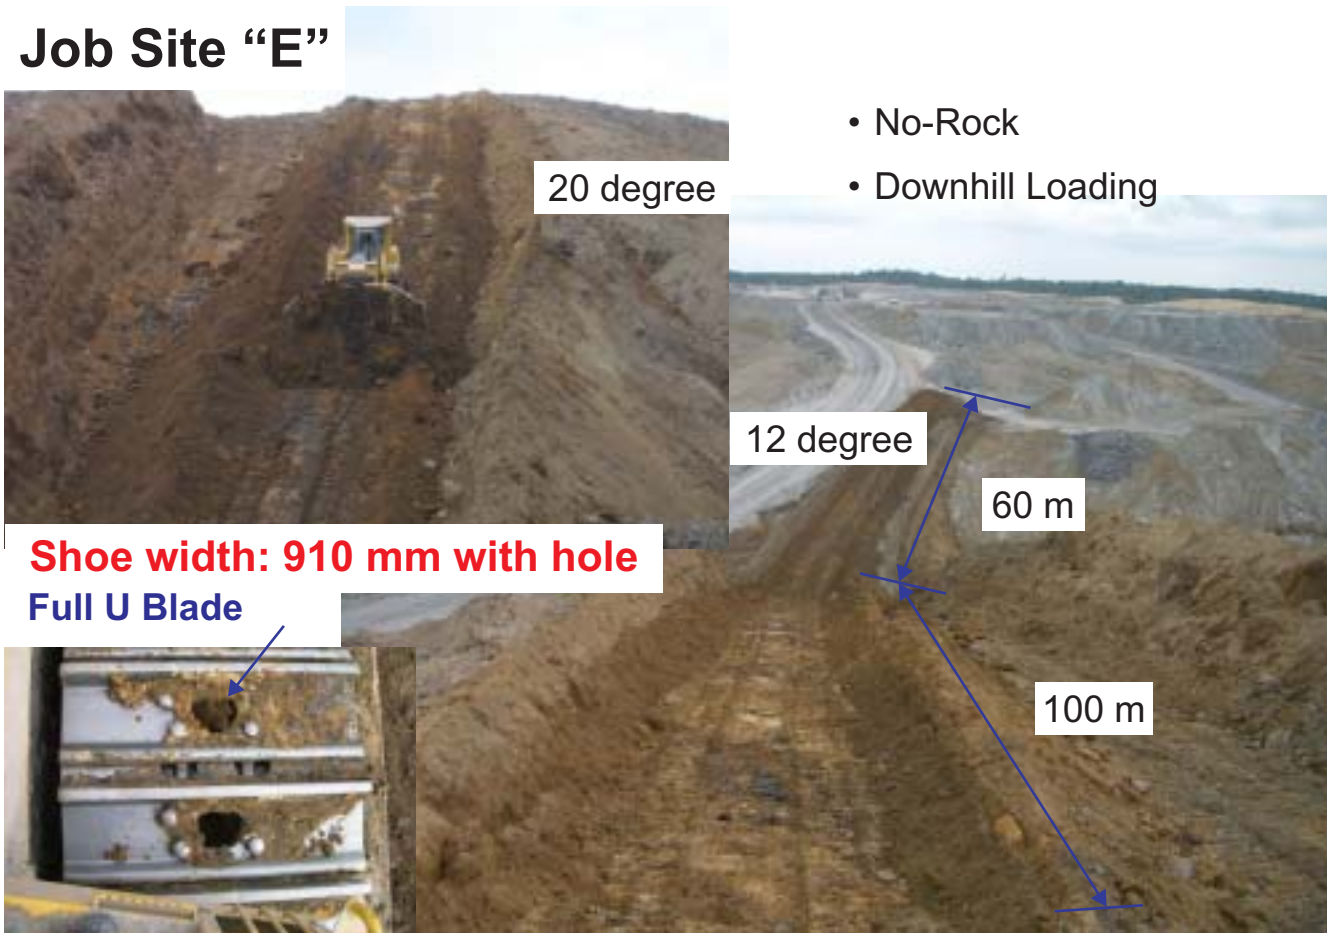 Job Site “E”
• No-Rock
• Downhill Loading
20 degree
12 degree
60 m
Shoe width: 910 mm with hole
Full U Blade
100 m